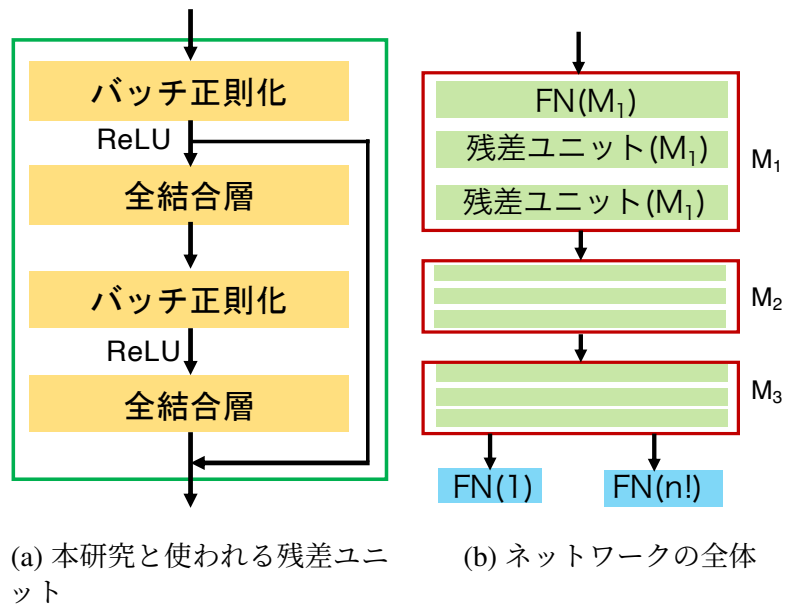 バッチ正則化
ReLU
全結合層
バッチ正則化
ReLU
全結合層
(a) 本研究と使われる残差ユニ
ット
FN(M₁)
残差ユニット(M₁)
残差ユニット(M₁)
M₁
M₂
M₃
FN(1)
FN(n!)
(b) ネットワークの全体